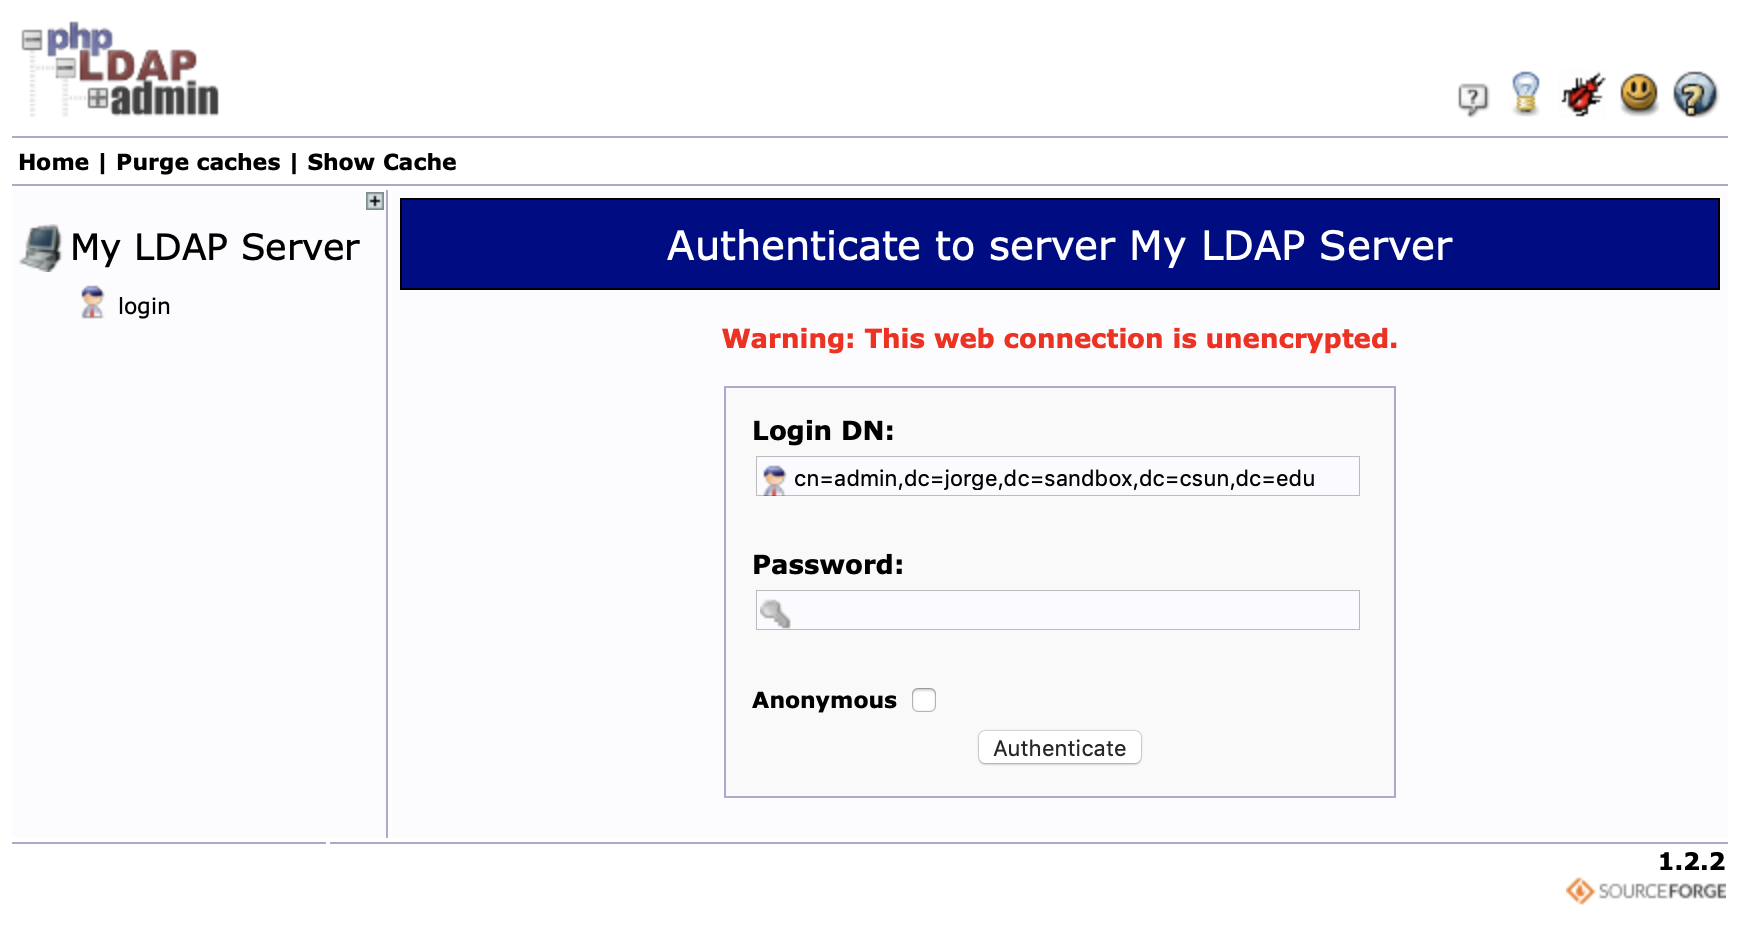 php
LDAP
admin
Home | Purge caches | Show Cache
My LDAP Server
login
Authenticate to server My LDAP Server
Warning: This web connection is unencrypted.
Login DN:
cn=admin,dc=jorge,dc=sandbox,dc=csun,dc=edu
Password:
Anonymous
Authenticate
1.2.2
SOURCEFORGE